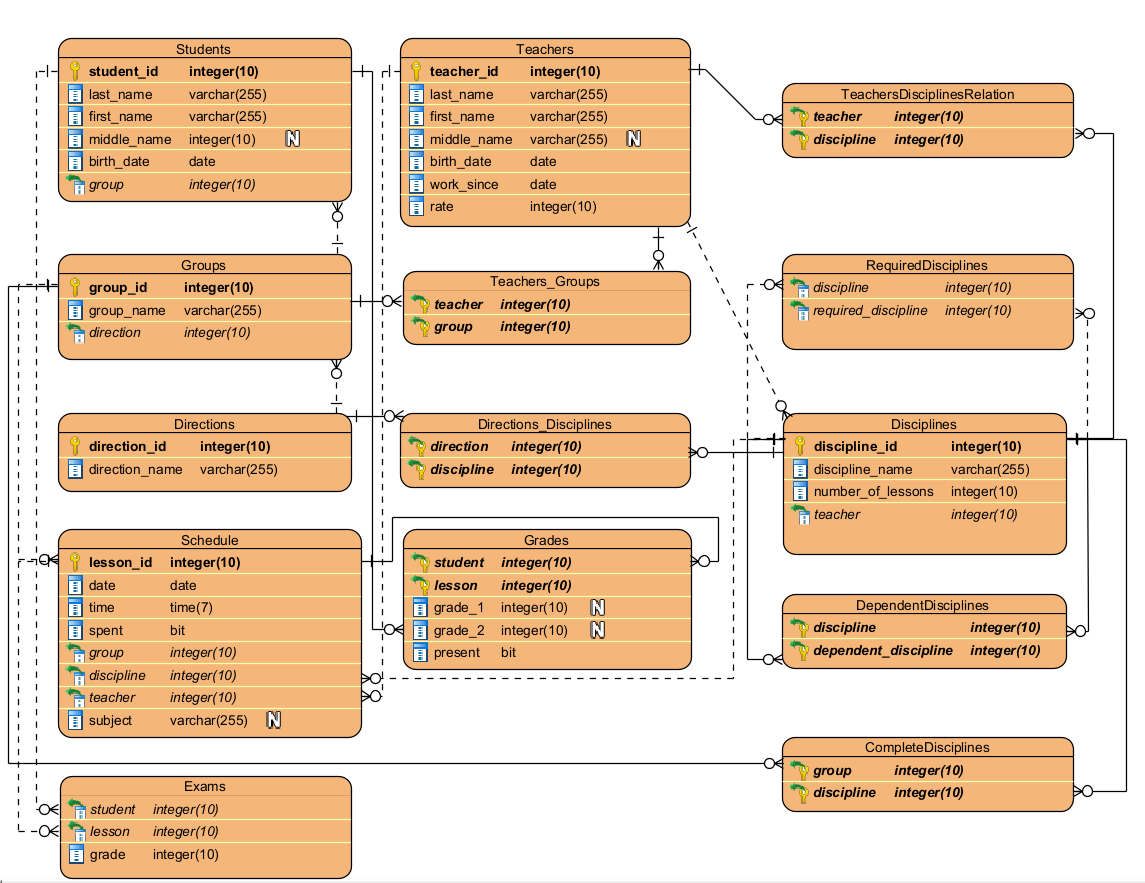 Students
student_id integer(10)
last_name varchar(255)
first_name varchar(255)
middle_name integer(10) N
birth_date date
group integer(10)
Teachers
teacher_id integer(10)
last_name varchar(255)
first_name varchar(255)
middle_name varchar(255) N
birth_date date
work_since date
rate integer(10)
TeachersDisciplinesRelation
teacher integer(10)
discipline integer(10)
Groups
group_id integer(10)
group_name varchar(255)
direction integer(10)
Teachers_Groups
teacher integer(10)
group integer(10)
RequiredDisciplines
discipline integer(10)
required_discipline integer(10)
Directions
direction_id integer(10)
direction_name varchar(255)
Directions_Disciplines
direction integer(10)
discipline integer(10)
Disciplines
discipline_id integer(10)
discipline_name varchar(255)
number_of_lessons integer(10)
teacher integer(10)
Schedule
lesson_id integer(10)
date date
time time(7)
spent bit
group integer(10)
discipline integer(10)
teacher integer(10)
subject varchar(255) N
Grades
student integer(10)
lesson integer(10)
grade_1 integer(10) N
grade_2 integer(10) N
present bit
DependentDisciplines
discipline integer(10)
dependent_discipline integer(10)
CompleteDisciplines
group integer(10)
discipline integer(10)
Exams
student integer(10)
lesson integer(10)
grade integer(10)